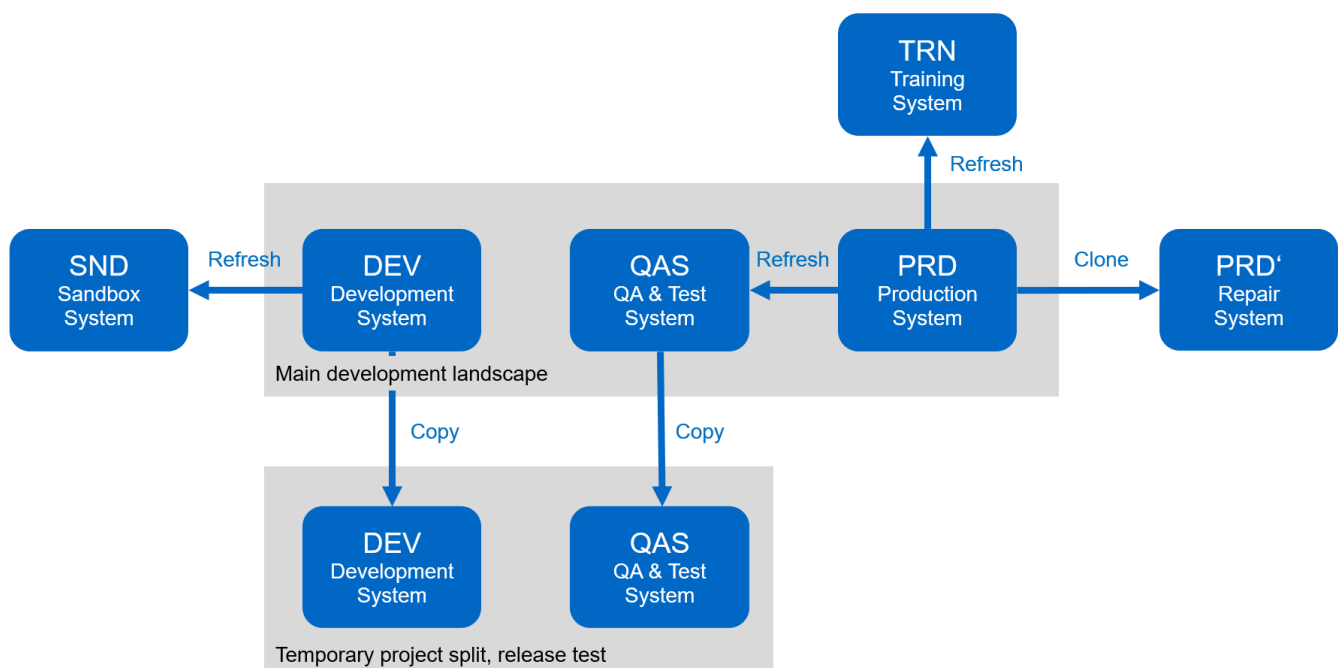 TRN
Training
System
Refresh
SND
Sandbox
System
Refresh
DEV
Development
System
QAS
QA & Test
System
Refresh
PRD
Production
System
Clone
PRD‘
Repair
System
Main development landscape
Copy
Copy
DEV
Development
System
QAS
QA & Test
System
Temporary project split, release test